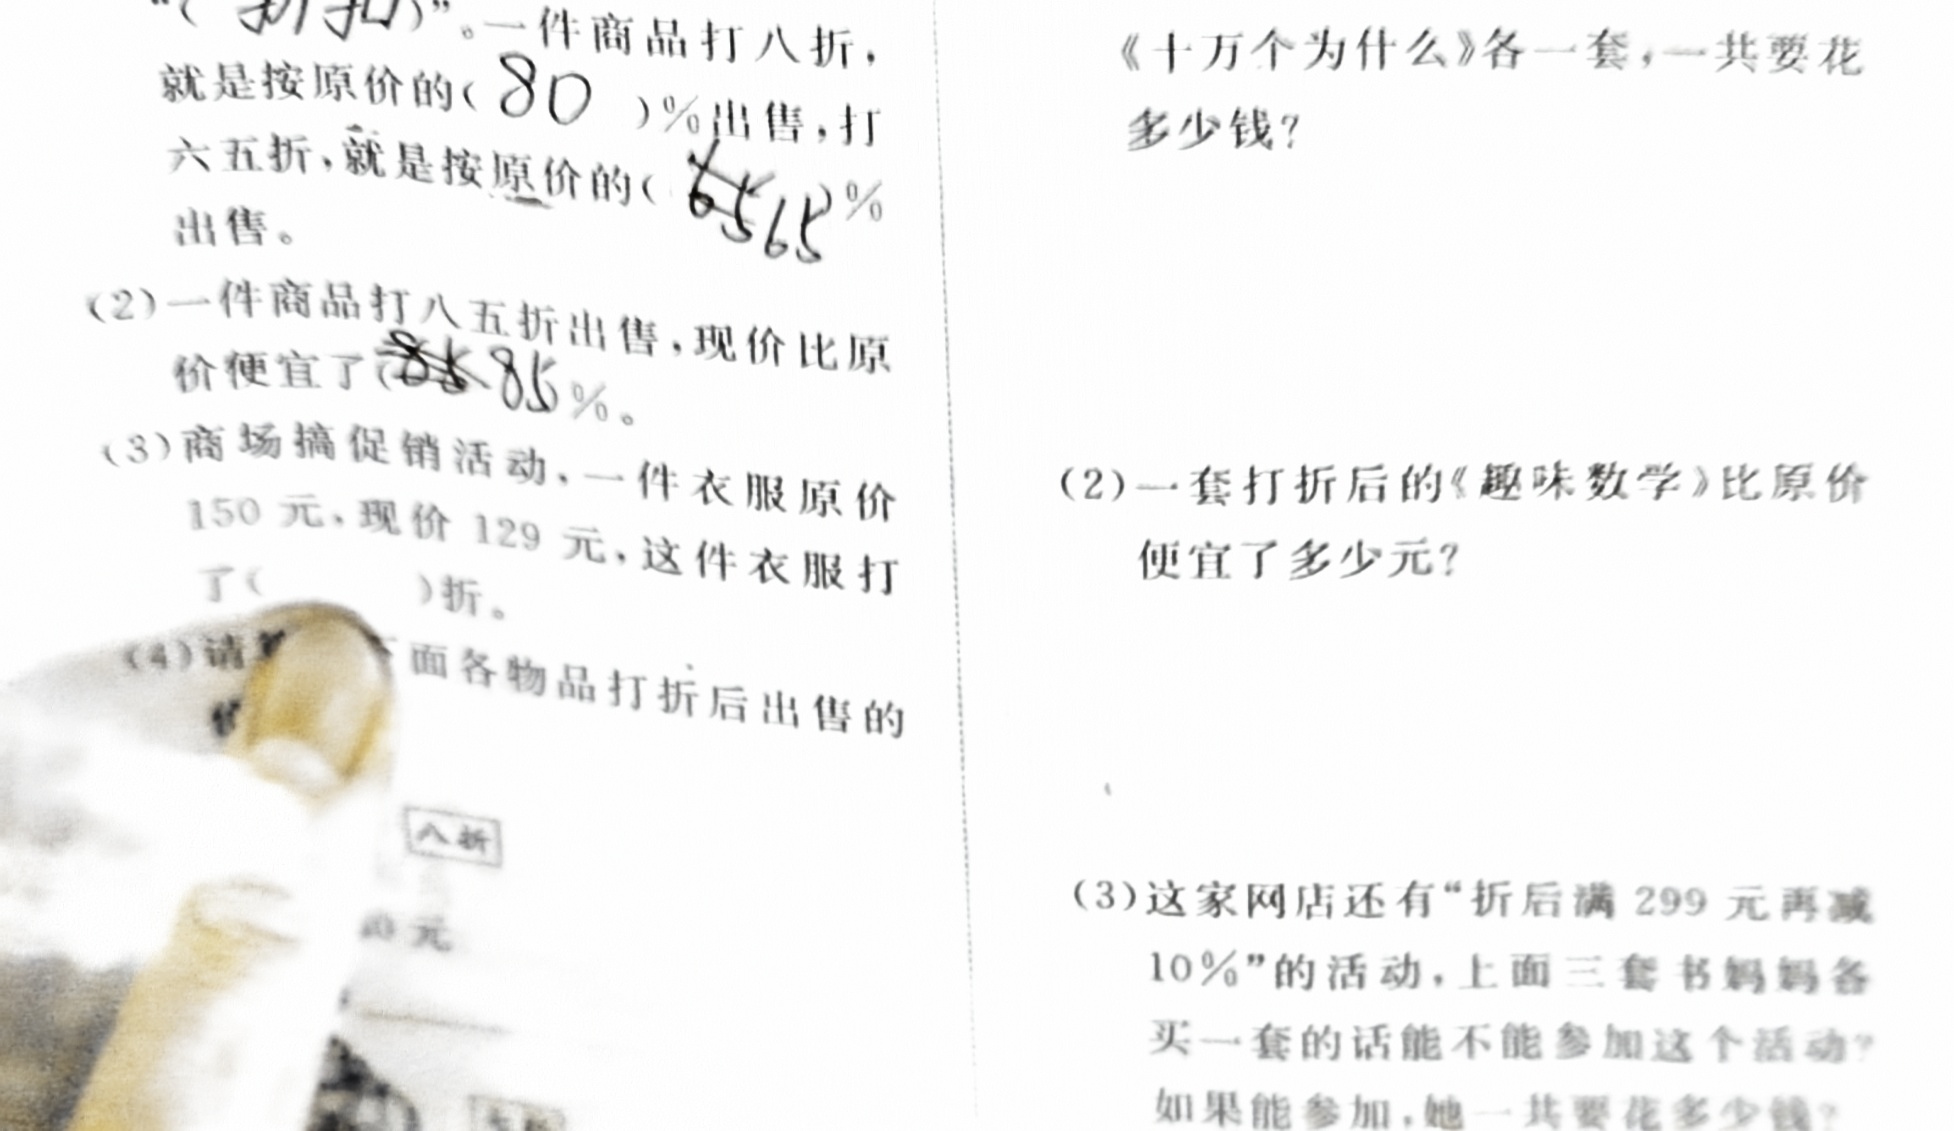 “(折扣)”。一件商品打八折，
就是按原价的(80)%出售，打
六五折，就是按原价的(65)%
出售。
(2)一件商品打八五折出售，现价比原
价便宜了(85%。
(3)商场搞促销活动，一件衣服原价
150元，现价129元，这件衣服打
了( )折。
(4)请 面各物品打折后出售的
八折
元
《十万个为什么》各一套，一共要花
多少钱？
(2)一套打折后的《趣味数学》比原价
便宜了多少元？
(3)这家网店还有“折后满299元再减
10%”的活动，上面三套书妈妈各
买一套的话能不能参加这个活动？
如果能参加，她一共要花多少钱？